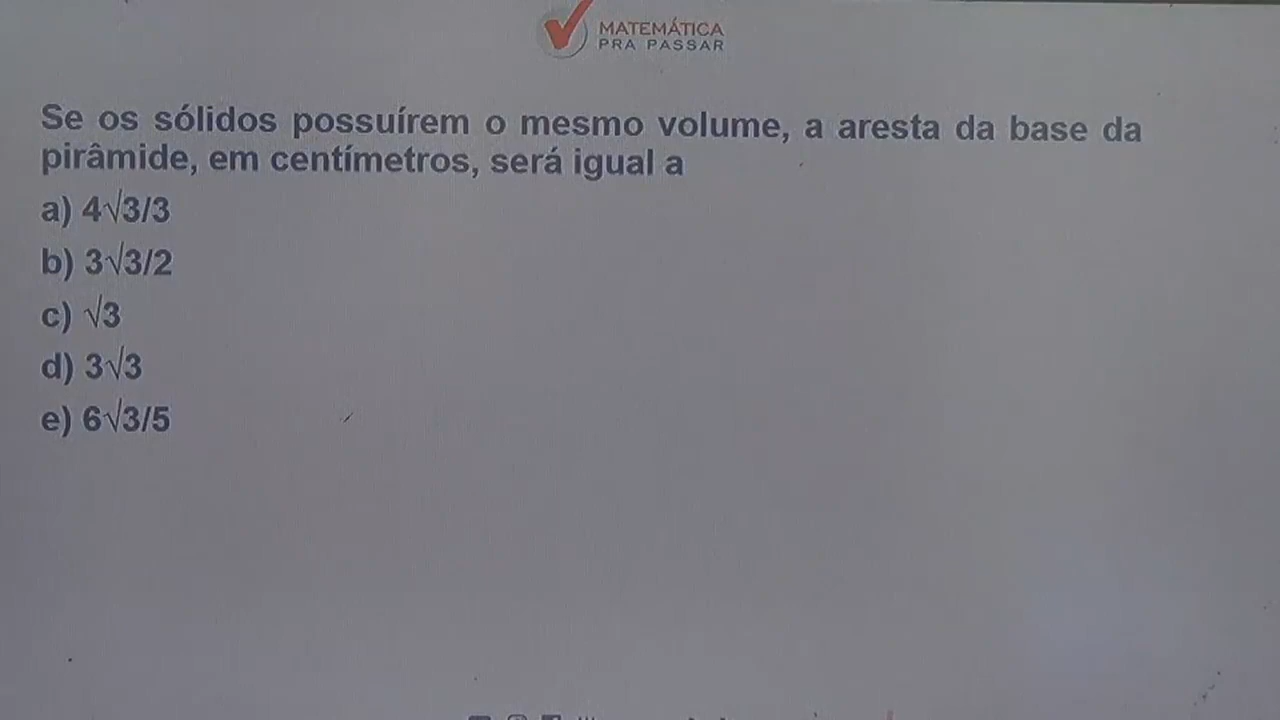 MATEMÁTICA
PRA PASSAR
Se os sólidos possuírem o mesmo volume, a aresta da base da
pirâmide, em centímetros, será igual a
a) 4√3/3
b) 3√3/2
c) √3
d) 3√3
e) 6√3/5